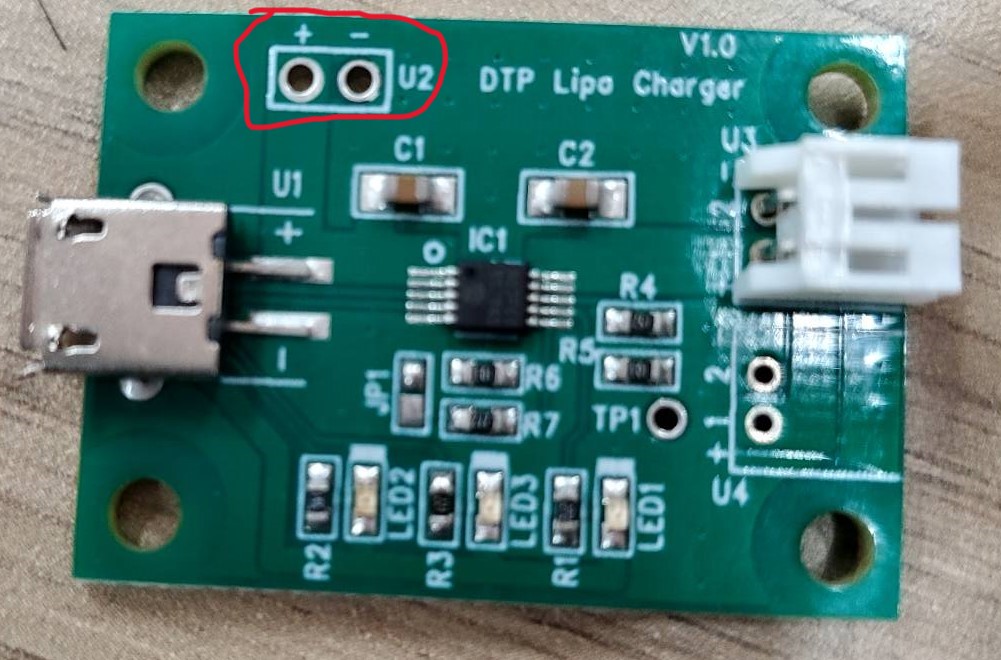 + -
U2
V1.0
DTP Lipo Charger
C1
C2
U3
U1
+
-
IC1
2
R4
R5
R6
R7
JP1
TP1
2
+ 1
U4
R2
LED2
R3
LED3
R1
LED1